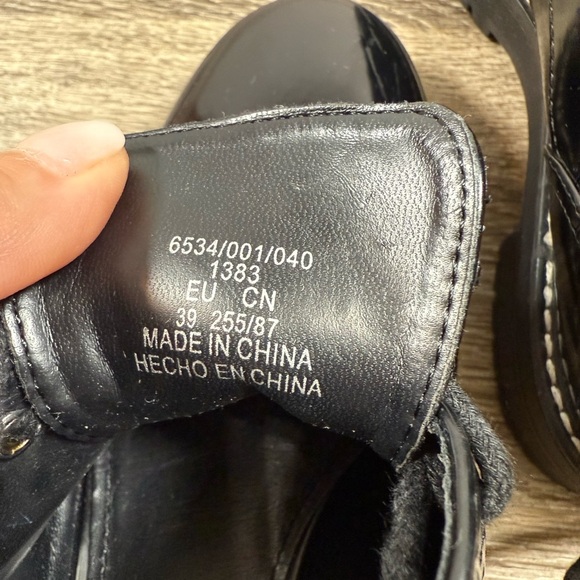 6534/001/040
1383
EU CN
39 255/87
MADE IN CHINA
HECHO EN CHINA